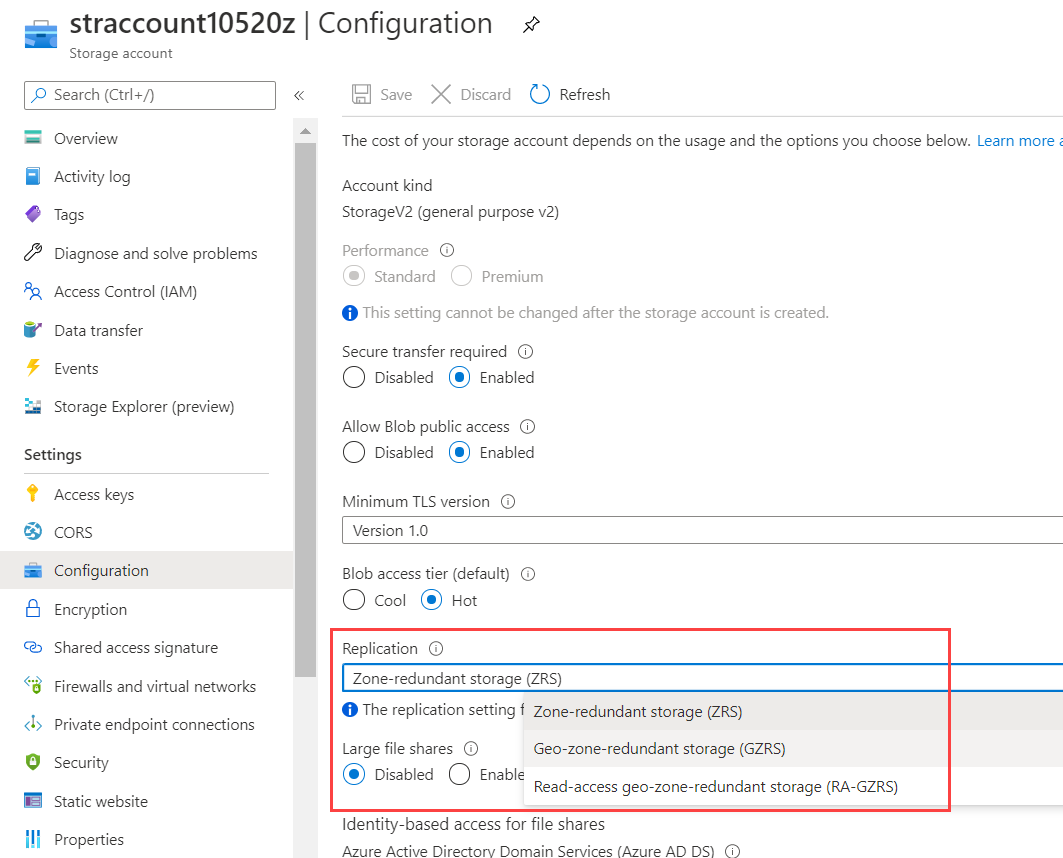 straccount10520z | Configuration
Storage account
Search (Ctrl+/)
«
Overview
Activity log
Tags
Diagnose and solve problems
Access Control (IAM)
Data transfer
Events
Storage Explorer (preview)
Settings
Access keys
CORS
Configuration
Encryption
Shared access signature
Firewalls and virtual networks
Private endpoint connections
Security
Static website
Properties
Save Discard Refresh
The cost of your storage account depends on the usage and the options you choose below. Learn more a
Account kind
StorageV2 (general purpose v2)
Performance
Standard Premium
This setting cannot be changed after the storage account is created.
Secure transfer required
Disabled Enabled
Allow Blob public access
Disabled Enabled
Minimum TLS version
Version 1.0
Blob access tier (default)
Cool Hot
Replication
Zone-redundant storage (ZRS)
The replication setting f
Zone-redundant storage (ZRS)
Geo-zone-redundant storage (GZRS)
Read-access geo-zone-redundant storage (RA-GZRS)
Large file shares
Disabled Enable
Identity-based access for file shares
Azure Active Directory Domain Services (Azure AD DS)